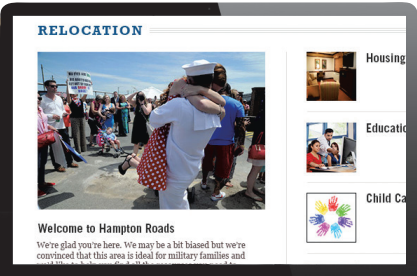 RELOCATION
Housing
Educatio
Child Ca
Welcome to Hampton Roads
We're glad you're here. We may be a bit biased but we're
convinced that this area is ideal for military families and